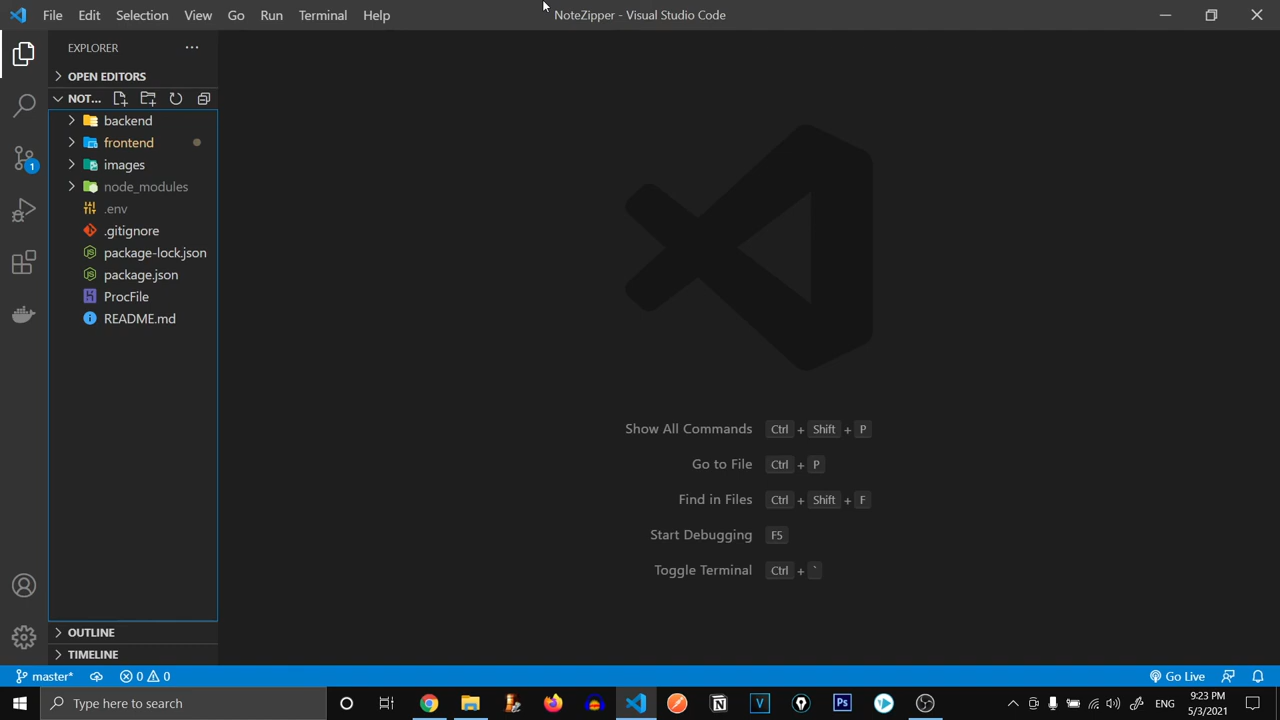 File Edit Selection View Go Run Terminal Help
NoteZipper - Visual Studio Code
EXPLORER
OPEN EDITORS
NOT...
backend
frontend
images
node_modules
.env
.gitignore
package-lock.json
package.json
ProcFile
README.md
OUTLINE
TIMELINE
1
Show All Commands Ctrl + Shift + P
Go to File Ctrl + P
Find in Files Ctrl + Shift + F
Start Debugging F5
Toggle Terminal Ctrl + `
master* 0 0
Go Live
Type here to search
ENG
9:23 PM
5/3/2021